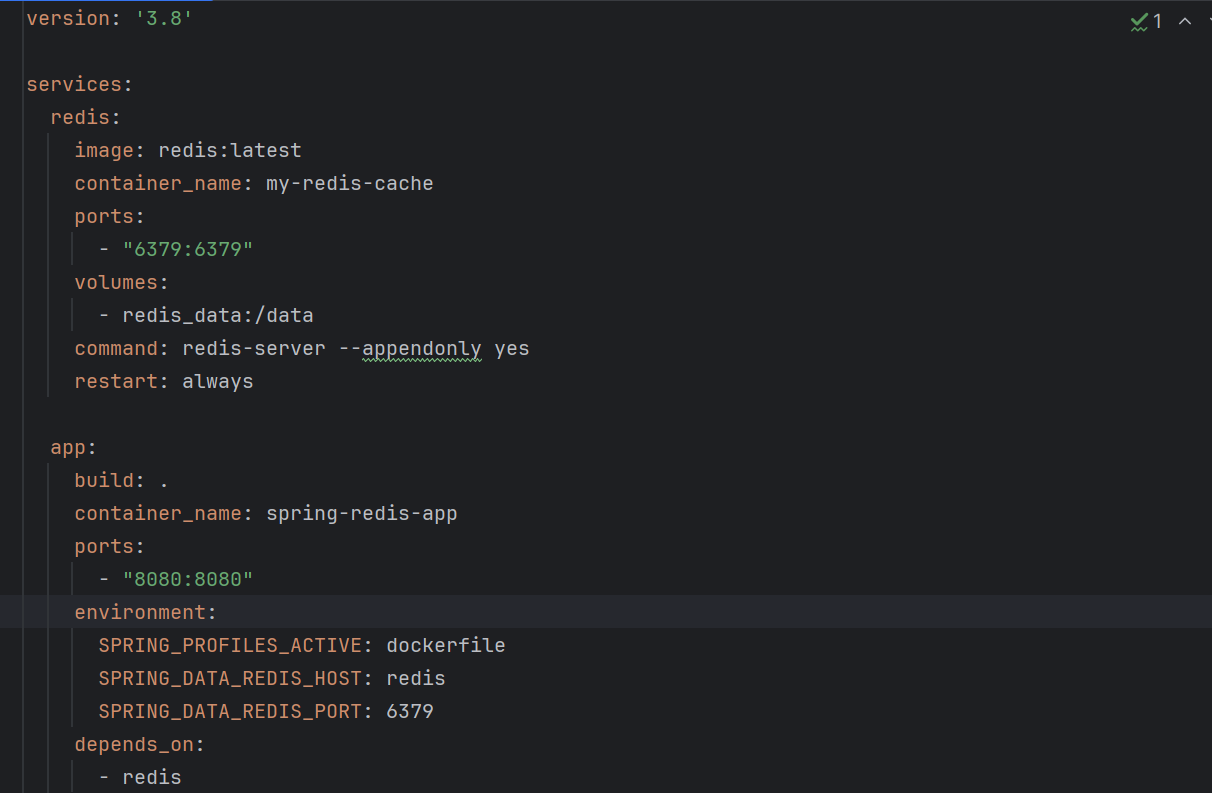 version: '3.8'
1
services:
redis:
image: redis:latest
container_name: my-redis-cache
ports:
- "6379:6379"
volumes:
- redis_data:/data
command: redis-server --appendonly yes
restart: always
app:
build: .
container_name: spring-redis-app
ports:
- "8080:8080"
environment:
SPRING_PROFILES_ACTIVE: dockerfile
SPRING_DATA_REDIS_HOST: redis
SPRING_DATA_REDIS_PORT: 6379
depends_on:
- redis